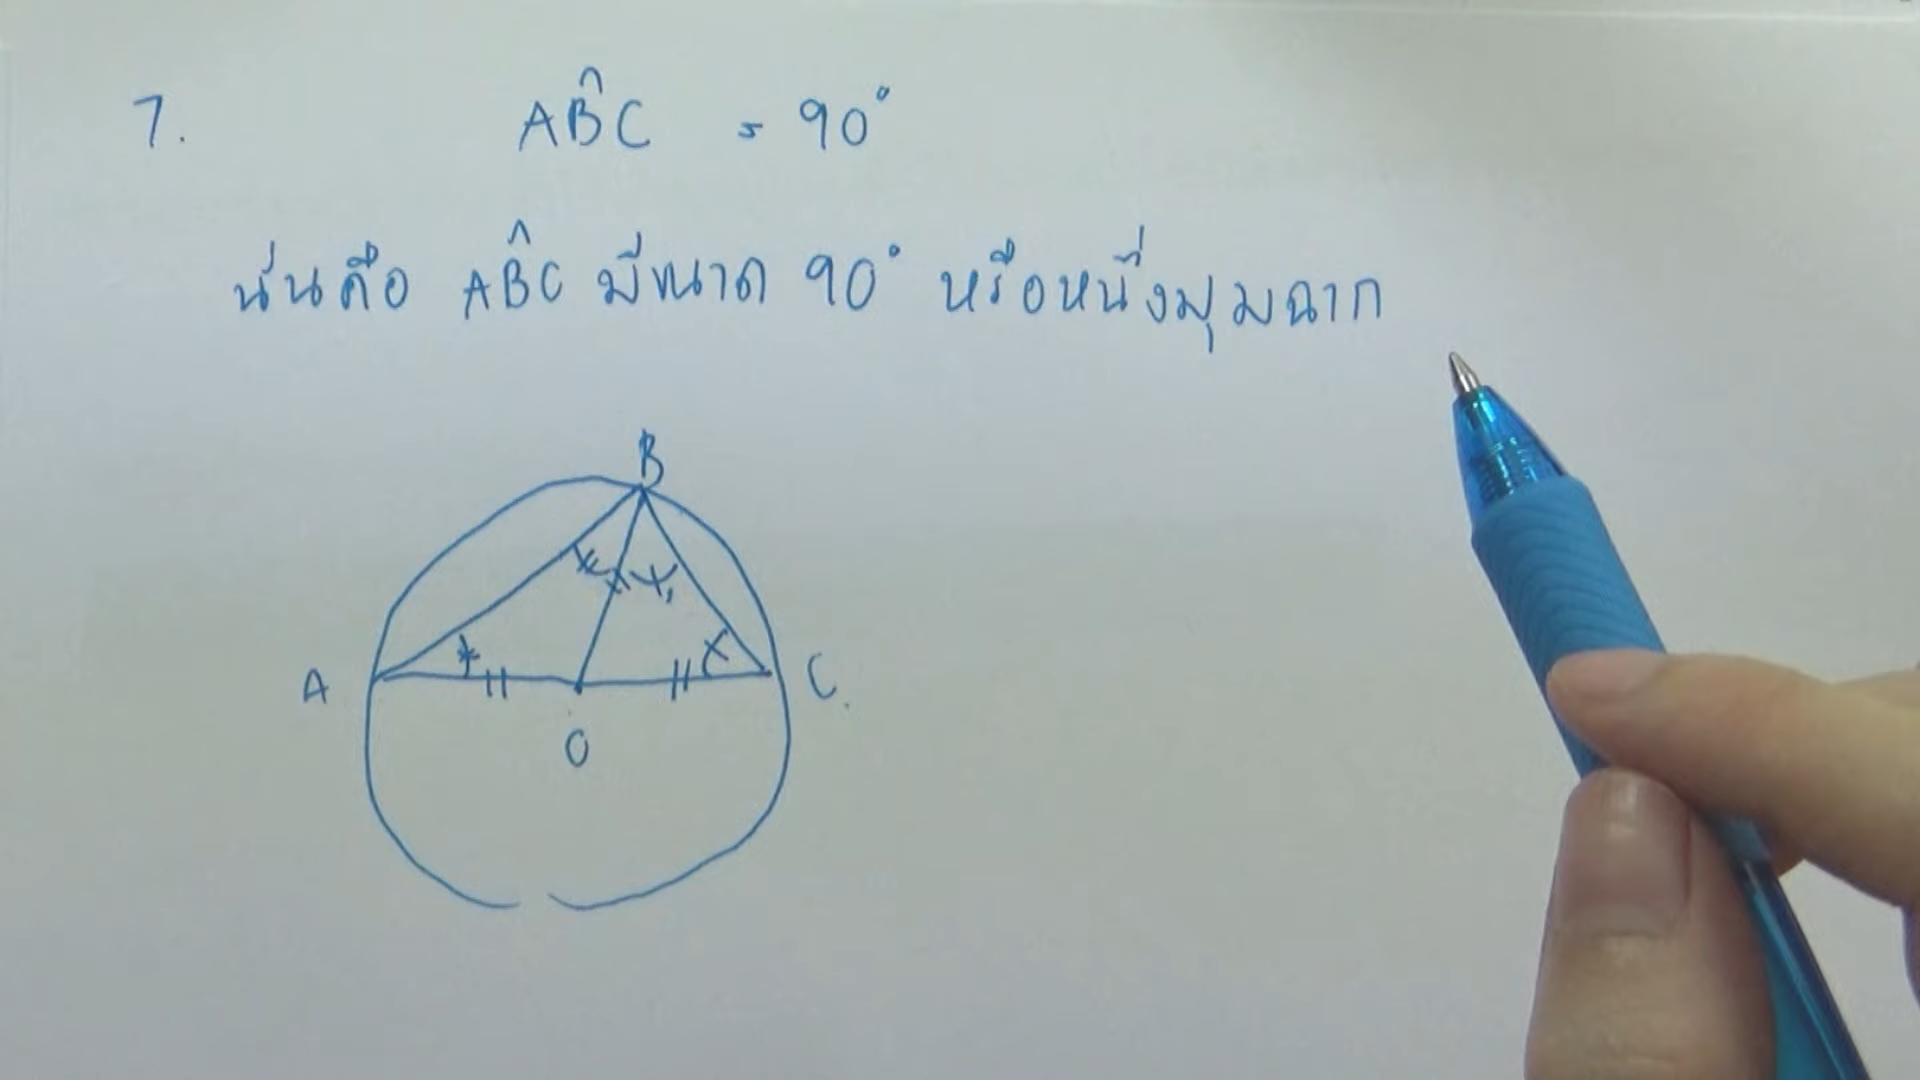 7. AB̂C = 90°
นั่นคือ AB̂C มีขนาด 90° หรือหนึ่งมุมฉาก
B
A C.
O